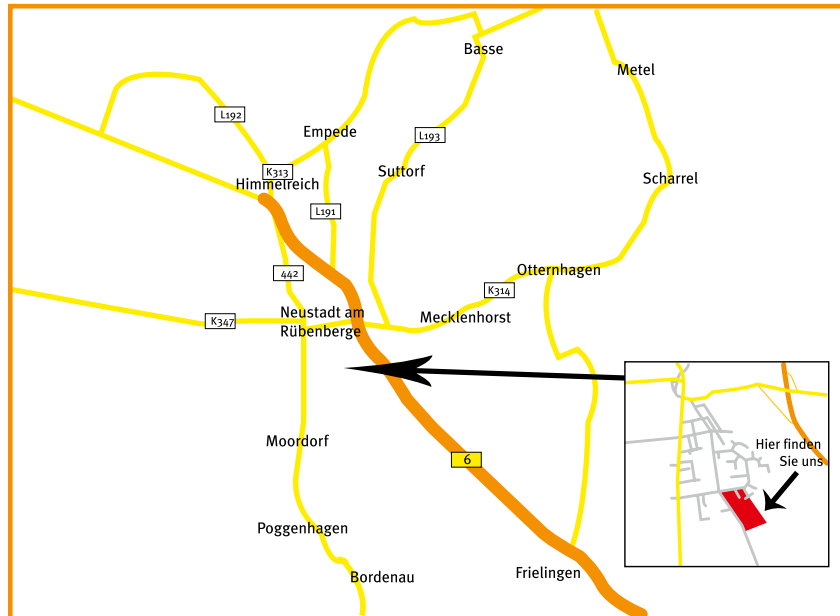 Basse
Metel
L192
Empede
L193
K313
Suttorf
Himmelreich
Scharrel
L191
442
Otternhagen
K314
Neustadt am
Rübenberge
K347
Mecklenhorst
Moordorf
Hier finden
Sie uns
6
Poggenhagen
Frielingen
Bordenau